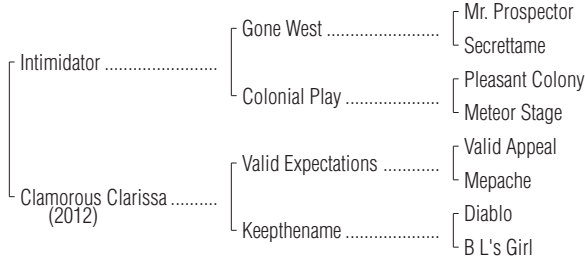 Mr. Prospector
Gone West ........................
Secrettame
Intimidator ........................
Pleasant Colony
Colonial Play ....................
Meteor Stage
Valid Appeal
Valid Expectations ............
Mepache
Clamorous Clarissa ..........
(2012)
Diablo
Keepthename ....................
B L's Girl